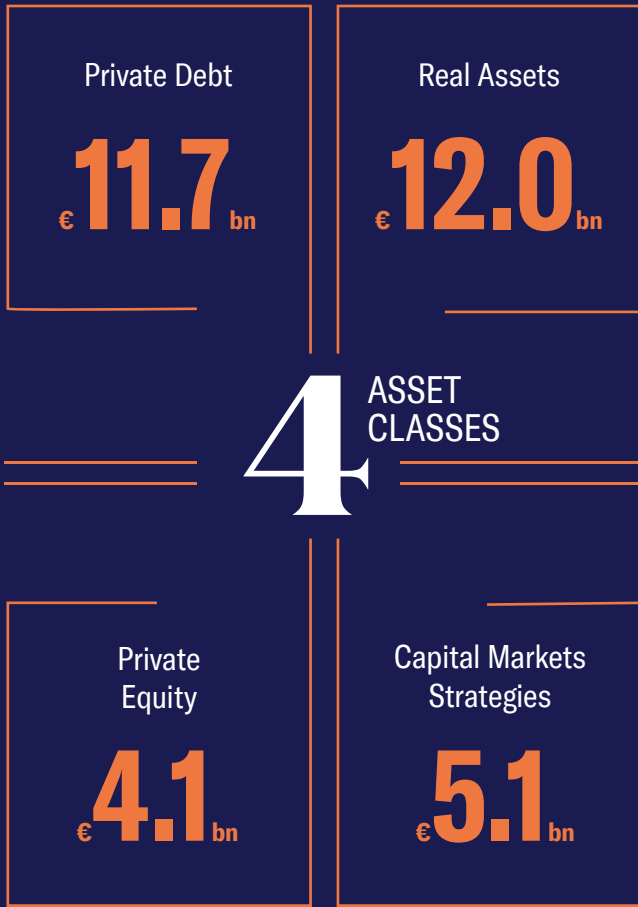 Private Debt
€11.7bn
Real Assets
€12.0bn
4
ASSET
CLASSES
Private
Equity
€4.1bn
Capital Markets
Strategies
€5.1bn